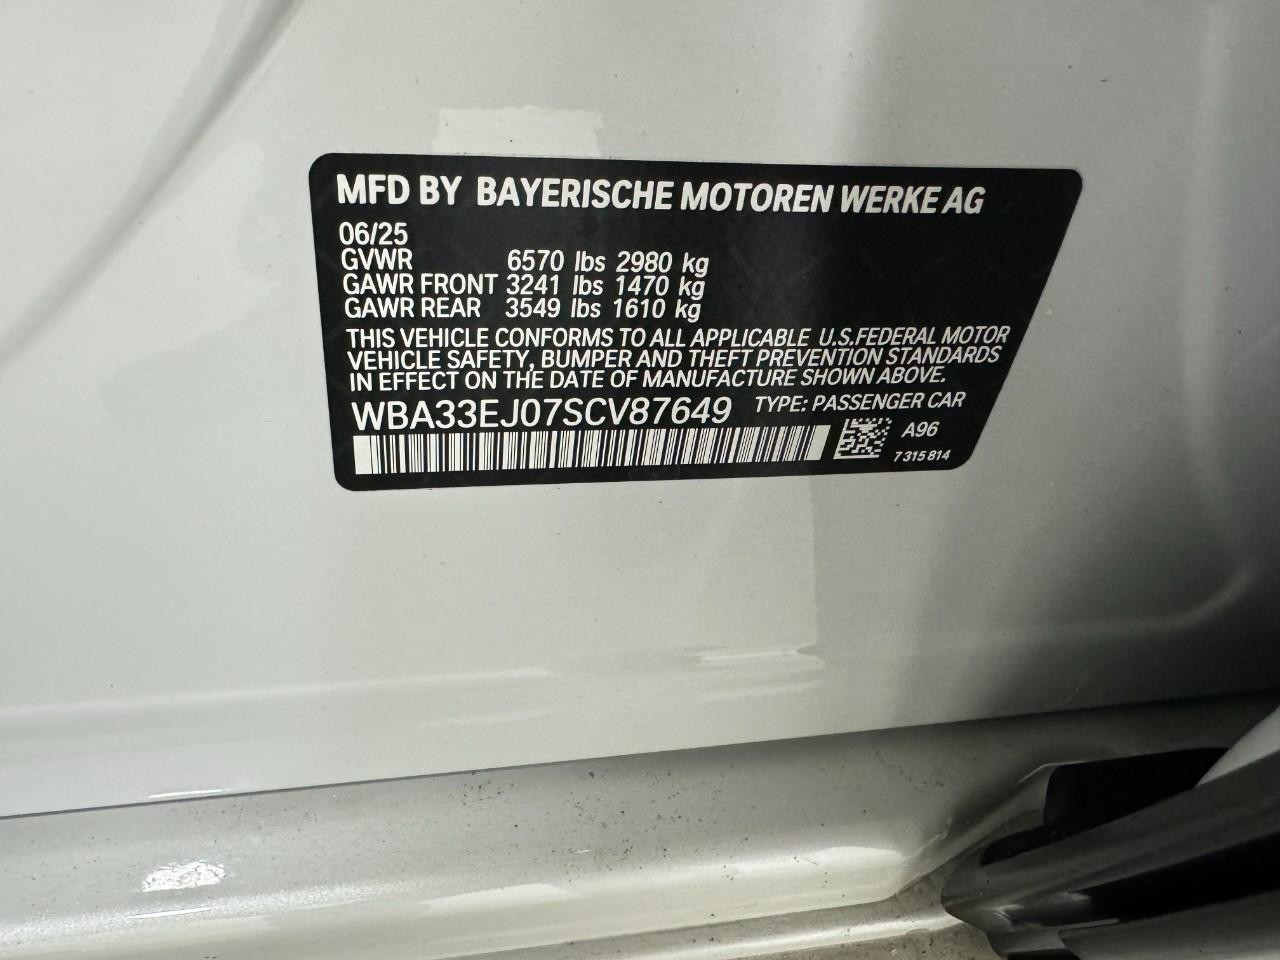 MFD BY BAYERISCHE MOTOREN WERKE AG
06/25
GVWR 6570 lbs 2980 kg
GAWR FRONT 3241 lbs 1470 kg
GAWR REAR 3549 lbs 1610 kg
THIS VEHICLE CONFORMS TO ALL APPLICABLE U.S.FEDERAL MOTOR
VEHICLE SAFETY, BUMPER AND THEFT PREVENTION STANDARDS
IN EFFECT ON THE DATE OF MANUFACTURE SHOWN ABOVE.
WBA33EJ07SCV87649 TYPE: PASSENGER CAR
A96
7 315 814